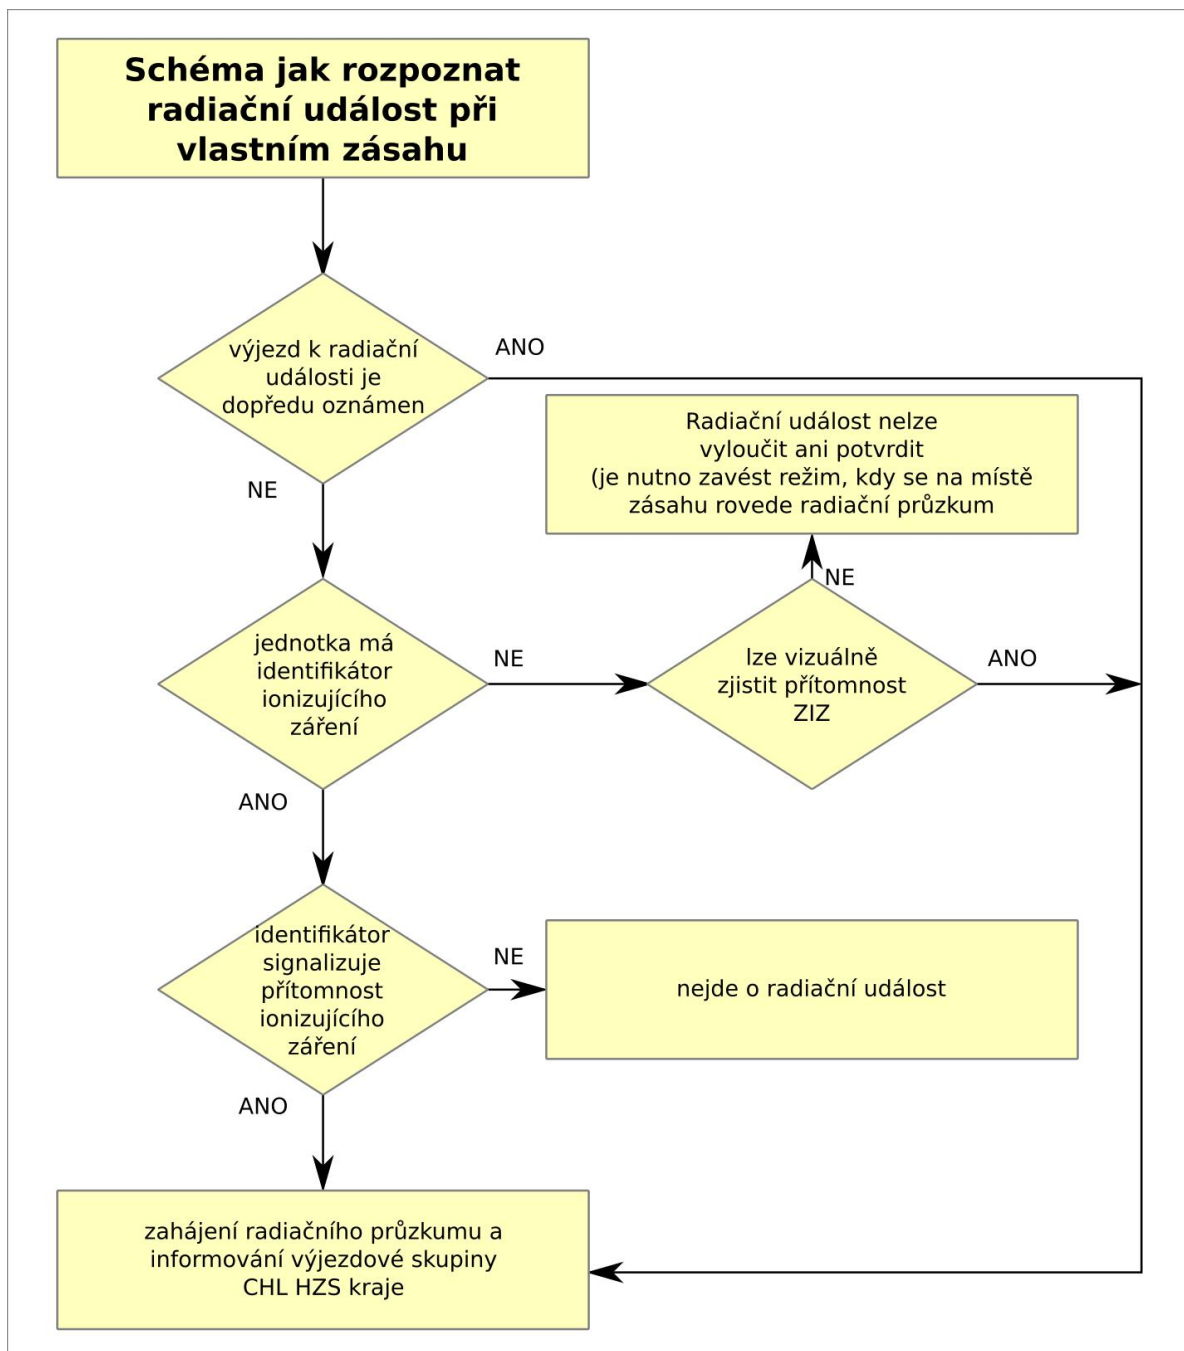 Schéma jak rozpoznat
radiační událost při
vlastním zásahu
výjezd k radiační
události je
dopředu oznámen
ANO
NE
Radiační událost nelze
vyloučit ani potvrdit
(je nutno zavést režim, kdy se na místě
zásahu rovede radiační průzkum
NE
jednotka má
identifikátor
ionizujícího
záření
NE
lze vizuálně
zjistit přítomnost
ZIZ
ANO
ANO
identifikátor
signalizuje
přítomnost
ionizujícího
záření
NE
nejde o radiační událost
ANO
zahájení radiačního průzkumu a
informování výjezdové skupiny
CHL HZS kraje